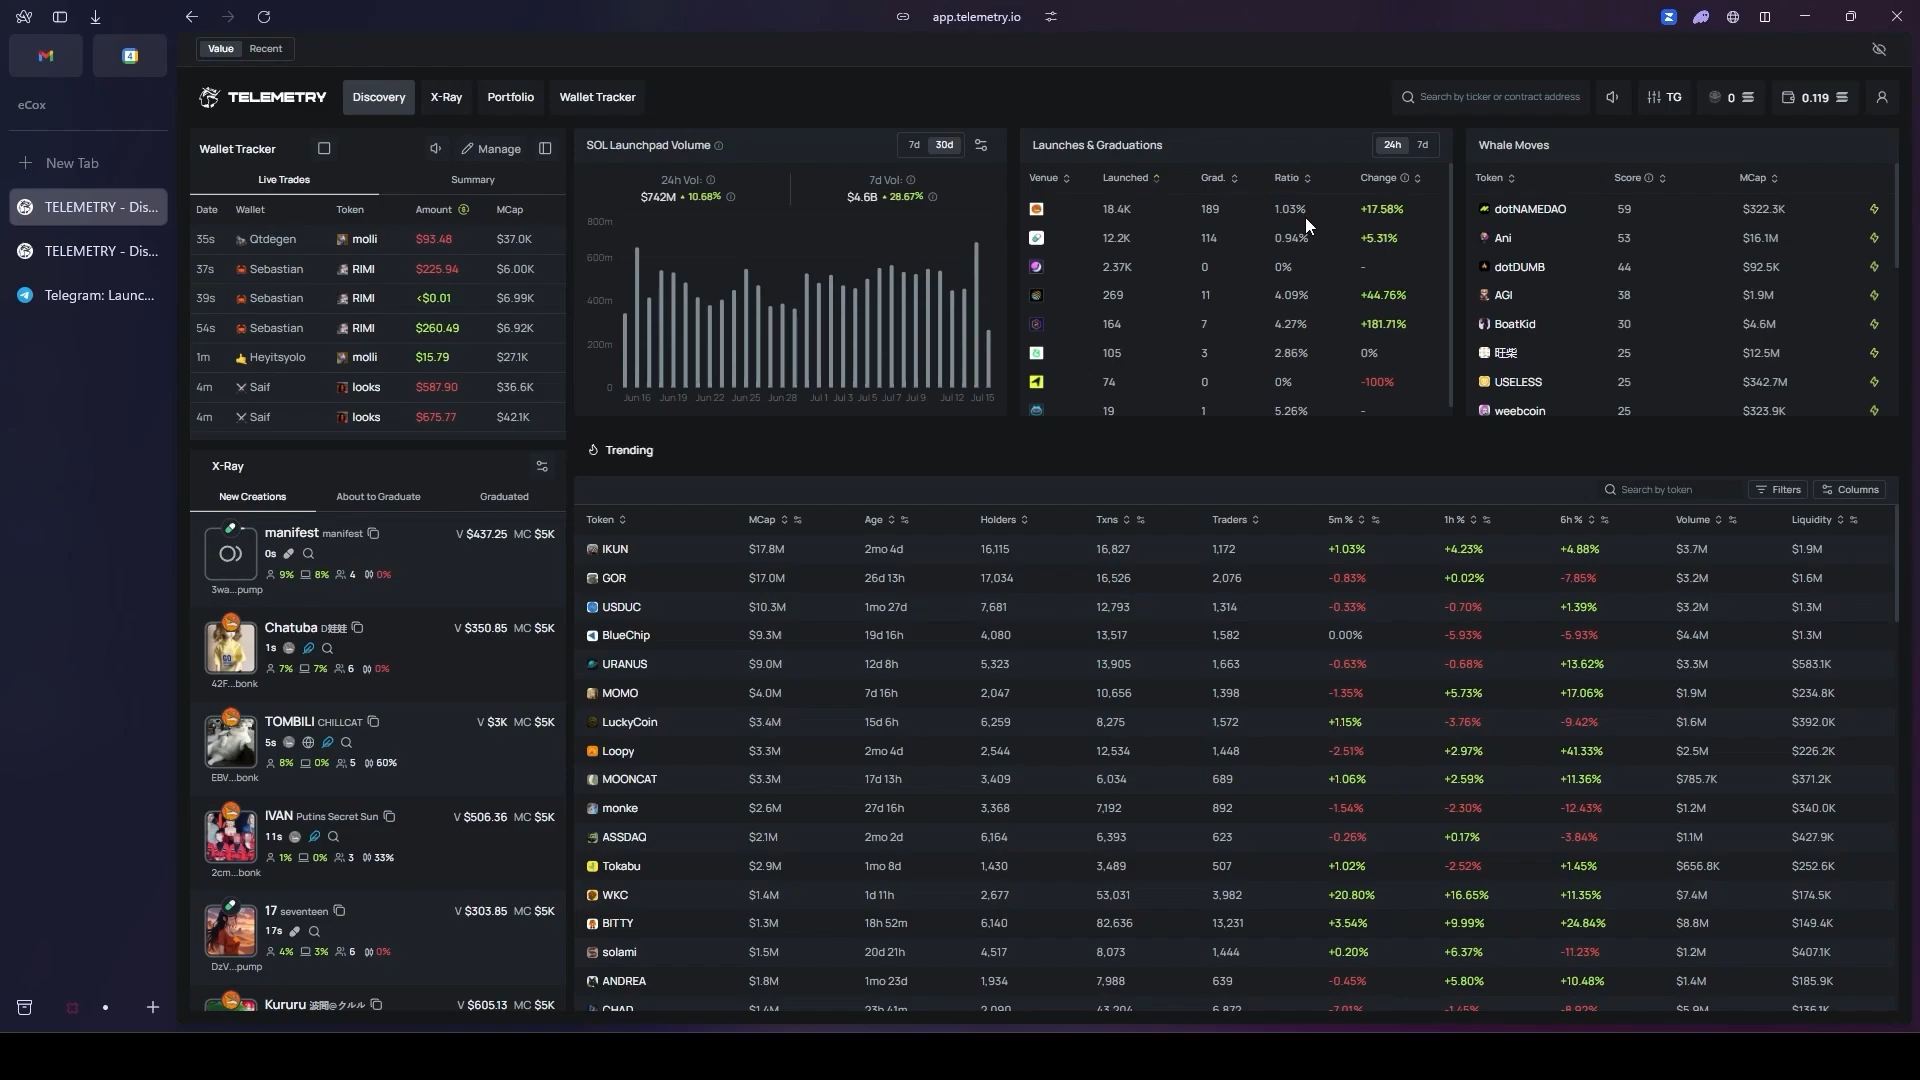 app.telemetry.io
Value Recent
eCox
New Tab
TELEMETRY - Dis...
TELEMETRY - Dis...
Telegram: Launc...
TELEMETRY Discovery X-Ray Portfolio Wallet Tracker Search by ticker or contract address TG 0 0.119
Wallet Tracker Manage
Live Trades Summary
Date Wallet Token Amount MCap
35s Qtdegen molli $93.48 $37.0K
37s Sebastian RIMI $225.94 $6.00K
39s Sebastian RIMI <$0.01 $6.99K
54s Sebastian RIMI $260.49 $6.92K
1m Heyitsyolo molli $15.79 $27.1K
4m Saif looks $587.90 $36.6K
4m Saif looks $675.77 $42.1K
SOL Launchpad Volume 7d 30d
24h Vol: 7d Vol:
$742M 10.68% $4.6B 28.67%
800m
600m
400m
200m
0
Jun 16 Jun 19 Jun 22 Jun 25 Jun 28 Jul 1 Jul 3 Jul 5 Jul 7 Jul 9 Jul 12 Jul 15
Launches & Graduations 24h 7d
Venue Launched Grad. Ratio Change
18.4K 189 1.03% +17.58%
12.2K 114 0.94% +5.31%
2.37K 0 0% -
269 11 4.09% +44.76%
164 7 4.27% +181.71%
105 3 2.86% 0%
74 0 0% -100%
19 1 5.26% -
Whale Moves
Token Score MCap
dotNAMEDAO 59 $322.3K
Ani 53 $16.1M
dotDUMB 44 $92.5K
AGI 38 $1.9M
BoatKid 30 $4.6M
旺柴 25 $12.5M
USELESS 25 $342.7M
weebcoin 25 $323.9K
X-Ray
New Creations About to Graduate Graduated
manifest manifest V $437.25 MC $5K
0s
9% 8% 4 0%
3wa...pump
Chatuba D娃娃 V $350.85 MC $5K
1s
7% 7% 6 0%
42F...bonk
TOMBILI CHILLCAT V $3K MC $5K
5s
8% 0% 5 60%
EBV...bonk
IVAN Putins Secret Sun V $506.36 MC $5K
11s
1% 0% 3 33%
2cm...bonk
17 seventeen V $303.85 MC $5K
17s
4% 3% 6 0%
DzV...pump
Kururu V $605.13 MC $5K
Trending
Search by token Filters Columns
Token MCap Age Holders Txns Traders 5m % 1h % 6h % Volume Liquidity
IKUN $17.8M 2mo 4d 16,115 16,827 1,172 +1.03% +4.23% +4.88% $3.7M $1.9M
GOR $17.0M 26d 13h 17,034 16,526 2,076 -0.83% +0.02% -7.85% $3.2M $1.6M
USDUC $10.3M 1mo 27d 7,681 12,793 1,314 -0.33% -0.70% +1.39% $3.2M $1.3M
BlueChip $9.3M 19d 16h 4,080 13,517 1,582 0.00% -5.93% -5.93% $4.4M $1.3M
URANUS $9.0M 12d 8h 5,323 13,905 1,663 -0.63% -0.68% +13.62% $3.3M $583.1K
MOMO $4.0M 7d 16h 2,047 10,656 1,398 -1.35% +5.73% +17.06% $1.9M $234.8K
LuckyCoin $3.4M 15d 6h 6,259 8,275 1,572 +1.15% -3.76% -9.42% $1.6M $392.0K
Loopy $3.3M 2mo 4d 2,544 12,534 1,448 -2.51% +2.97% +41.33% $2.5M $226.2K
MOONCAT $3.3M 17d 13h 3,409 6,034 689 +1.06% +2.59% +11.36% $785.7K $371.2K
monke $2.6M 27d 16h 3,368 7,192 892 -1.54% -2.30% -12.43% $1.2M $340.0K
ASSDAQ $2.1M 2mo 2d 6,164 6,393 623 -0.26% +0.17% -3.84% $1.1M $427.9K
Tokabu $2.9M 1mo 8d 1,430 3,489 507 +1.02% -2.52% +1.45% $656.8K $252.6K
WKC $1.4M 1d 11h 2,677 53,031 3,982 +20.80% +16.65% +11.35% $7.4M $174.5K
BITTY $1.3M 18h 52m 6,140 82,636 13,231 +3.54% +9.99% +24.84% $8.8M $149.4K
solami $1.5M 20d 21h 4,517 8,073 1,444 +0.20% +6.37% -11.23% $1.2M $407.1K
ANDREA $1.8M 1mo 23d 1,934 7,988 639 -0.45% +5.80% +10.48% $1.4M $185.9K
CHAD $1.4M 23h 41m 2,090 43,204 6,872 -7.01% -1.45% -8.92% $5.9M $136.1K